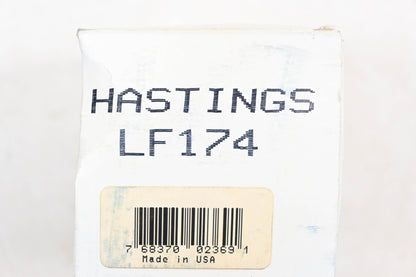 HASTINGS
LF174
7 68370 02369 1
Made in USA